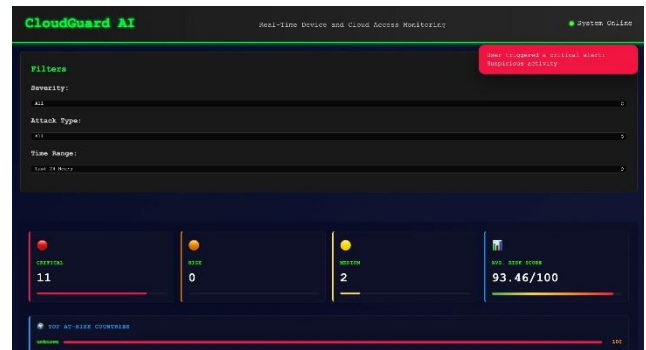 CloudGuard AI
Real-Time Device and Cloud Access Monitoring
System Online
User triggered a critical alert:
Suspicious activity
Filters
Severity:
All
Attack Type:
All
Time Range:
Last 24 Hours
CRITICAL
11
HIGH
0
MEDIUM
2
AVG. RISK SCORE
93.46/100
TOP AT-RISK COUNTRIES
unknown
100